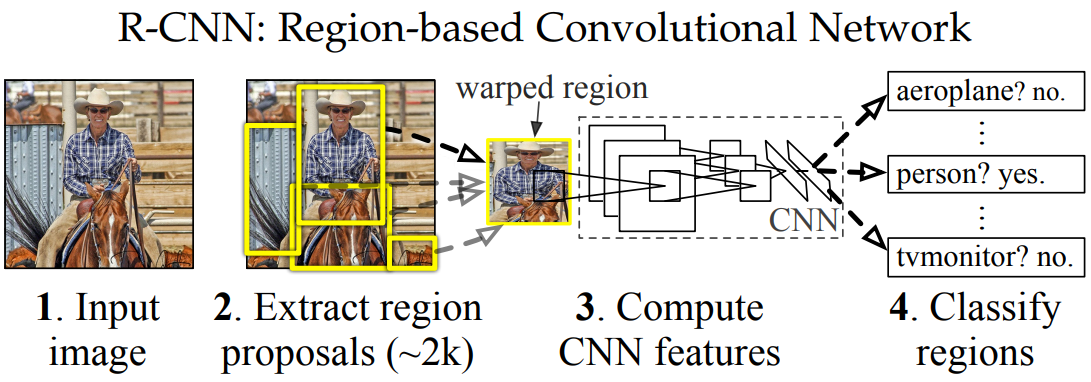 R-CNN: Region-based Convolutional Network
warped region
aeroplane? no.
⋮
person? yes.
⋮
tvmonitor? no.
CNN
1. Input
image
2. Extract region
proposals (~2k)
3. Compute
CNN features
4. Classify
regions